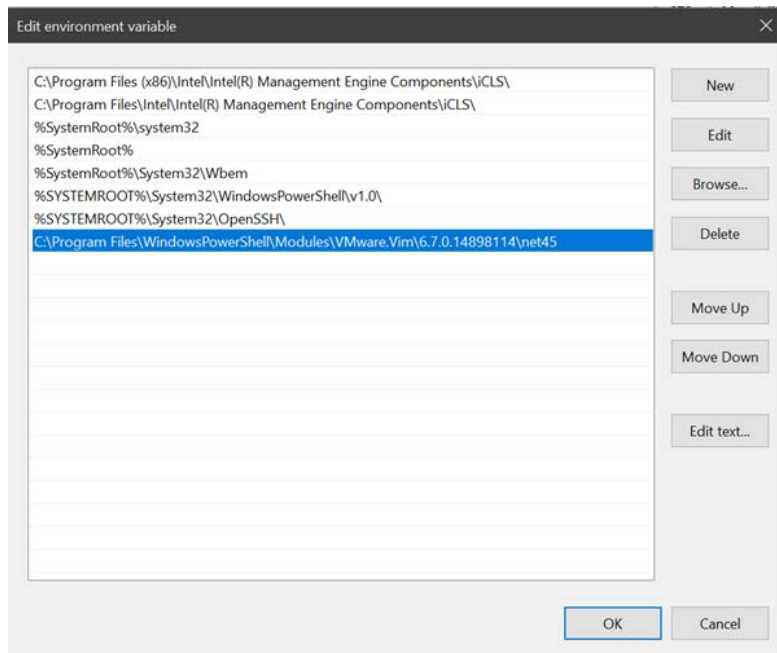 Edit environment variable
C:\Program Files (x86)\Intel\Intel(R) Management Engine Components\iCLS\
C:\Program Files\Intel\Intel(R) Management Engine Components\iCLS\
%SystemRoot%\system32
%SystemRoot%
%SystemRoot%\System32\Wbem
%SYSTEMROOT%\System32\WindowsPowerShell\v1.0\
%SYSTEMROOT%\System32\OpenSSH\
C:\Program Files\WindowsPowerShell\Modules\VMware.Vim\6.7.0.14898114\net45
New
Edit
Browse...
Delete
Move Up
Move Down
Edit text...
OK
Cancel